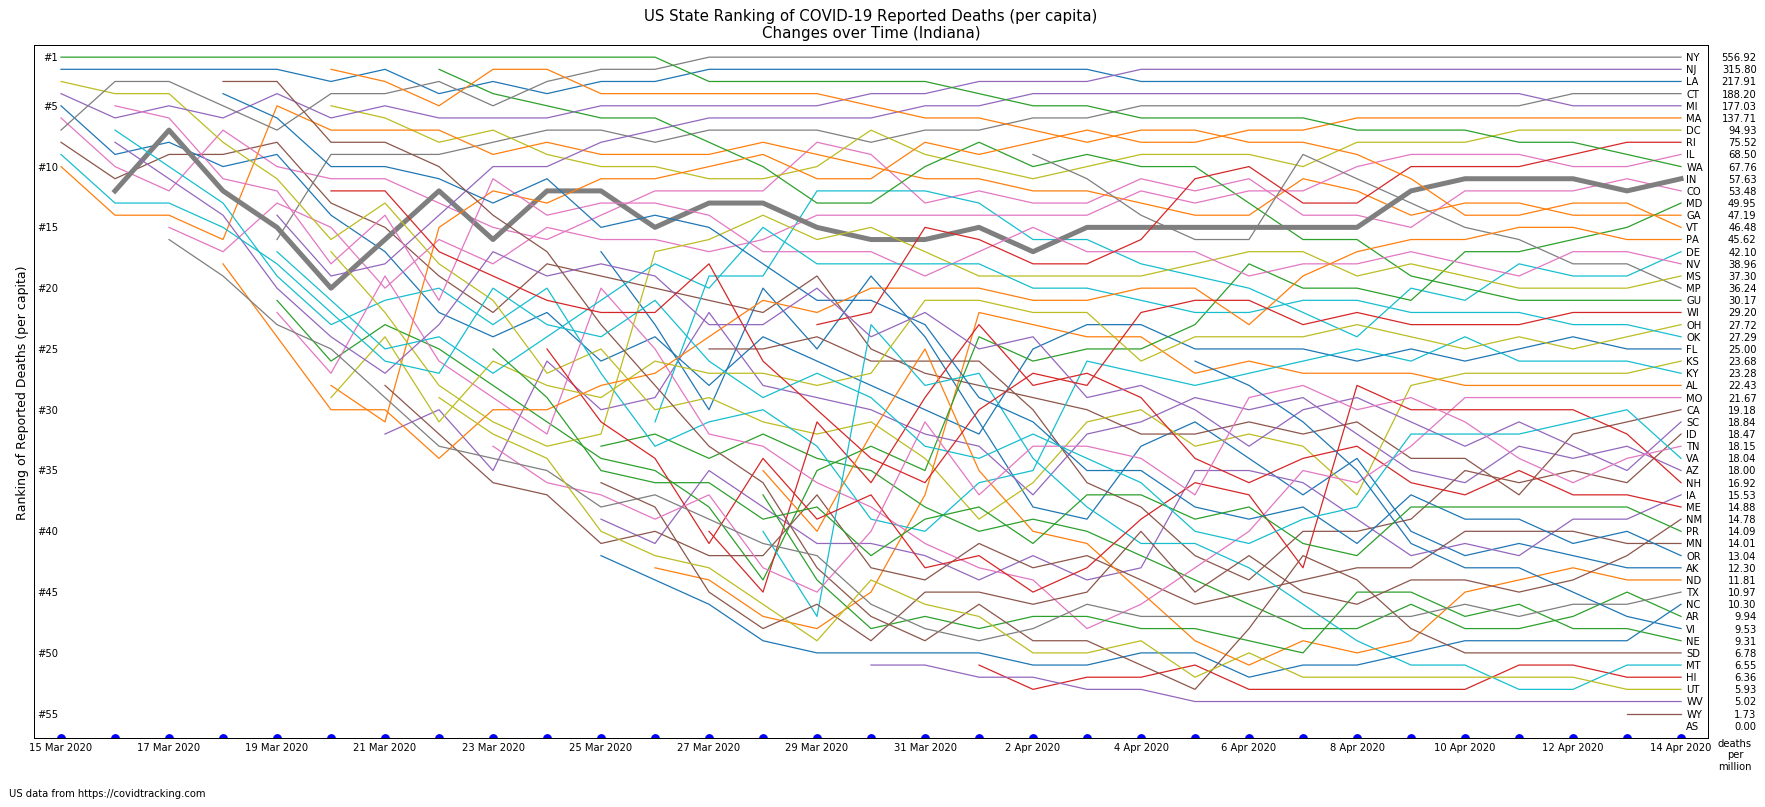 US State Ranking of COVID-19 Reported Deaths (per capita)
Changes over Time (Indiana)
Ranking of Reported Deaths (per capita)
#1
#5
#10
#15
#20
#25
#30
#35
#40
#45
#50
#55
NY 556.92
NJ 315.80
LA 217.91
CT 188.20
MI 177.03
MA 137.71
DC 94.93
RI 75.52
IL 68.50
WA 67.76
IN 57.63
CO 53.48
MD 49.95
GA 47.19
VT 46.48
PA 45.62
DE 42.10
NV 38.96
MS 37.30
MP 36.24
GU 30.17
WI 29.20
OH 27.72
OK 27.29
FL 25.00
KS 23.68
KY 23.28
AL 22.43
MO 21.67
CA 19.18
SC 18.84
ID 18.47
TN 18.15
VA 18.04
AZ 18.00
NH 16.92
IA 15.53
ME 14.88
NM 14.78
PR 14.09
MN 14.01
OR 13.04
AK 12.30
ND 11.81
TX 10.97
NC 10.30
AR 9.94
VI 9.53
NE 9.31
SD 6.78
MT 6.55
HI 6.36
UT 5.93
WV 5.02
WY 1.73
AS 0.00
15 Mar 2020 17 Mar 2020 19 Mar 2020 21 Mar 2020 23 Mar 2020 25 Mar 2020 27 Mar 2020 29 Mar 2020 31 Mar 2020 2 Apr 2020 4 Apr 2020 6 Apr 2020 8 Apr 2020 10 Apr 2020 12 Apr 2020 14 Apr 2020
deaths
per
million
US data from https://covidtracking.com